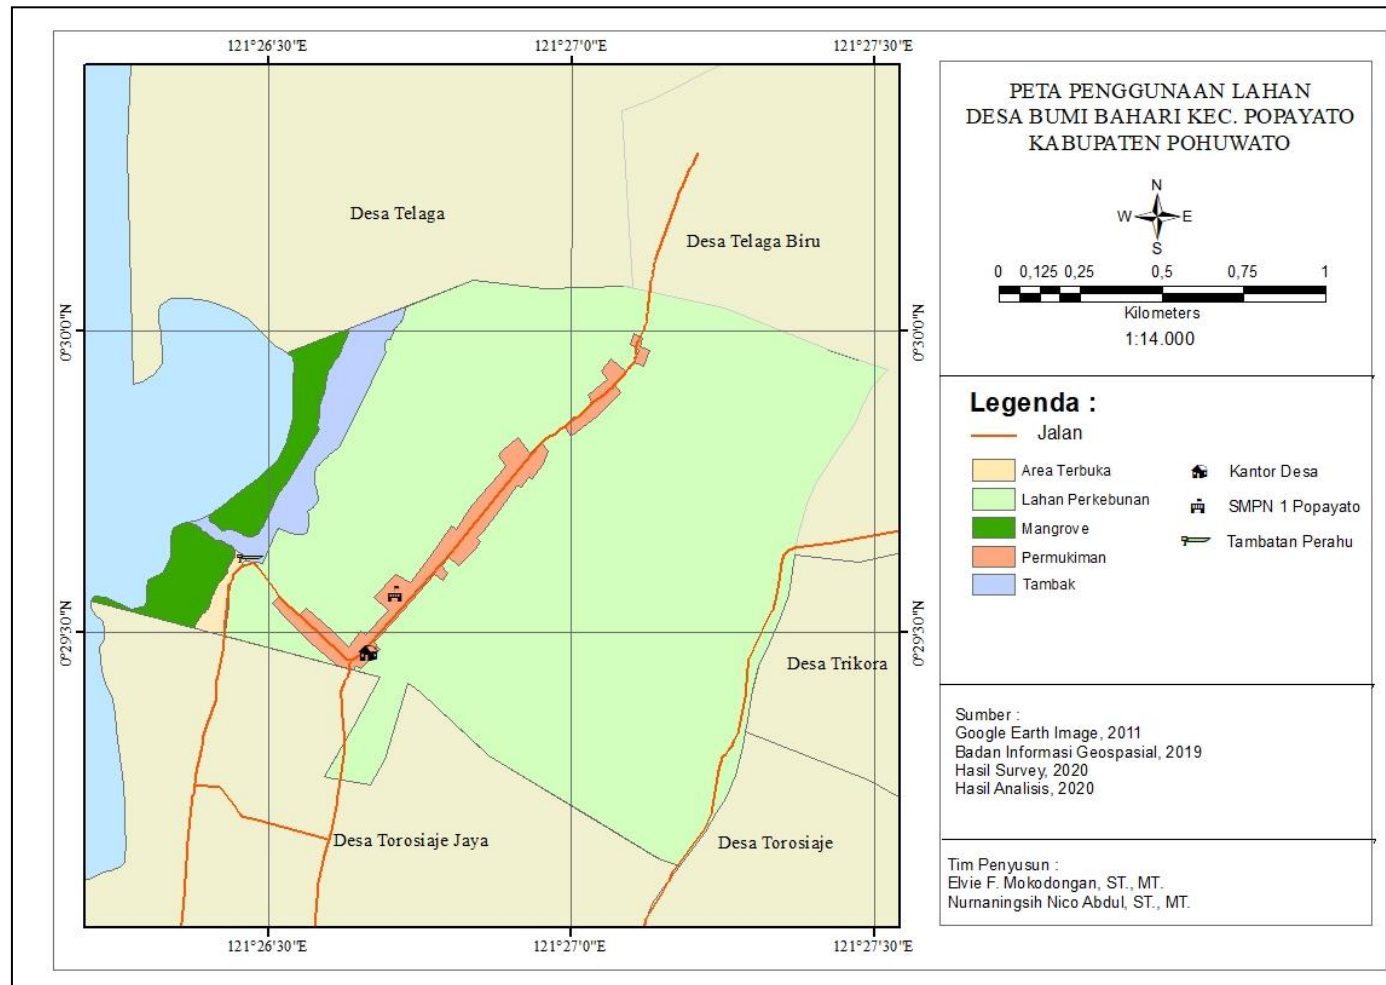 121°26'30"E
121°27'0"E
121°27'30"E
PETA PENGGUNAAN LAHAN
DESA BUMI BAHARI KEC. POPAYATO
KABUPATEN POHUWATO
N
W
E
S
0 0,125 0,25 0,5 0,75 1
Kilometers
1:14.000
Desa Telaga
Desa Telaga Biru
0°30'0"N
0°30'0"N
Legenda :
Jalan
Area Terbuka
Lahan Perkebunan
Mangrove
Permukiman
Tambak
Kantor Desa
SMPN 1 Popayato
Tambatan Perahu
0°29'30"N
0°29'30"N
Desa Trikora
Desa Torosiaje Jaya
Desa Torosiaje
Sumber :
Google Earth Image, 2011
Badan Informasi Geospasial, 2019
Hasil Survey, 2020
Hasil Analisis, 2020
Tim Penyusun :
Elvie F. Mokodongan, ST., MT.
Nurnaningsih Nico Abdul, ST., MT.
121°26'30"E
121°27'0"E
121°27'30"E